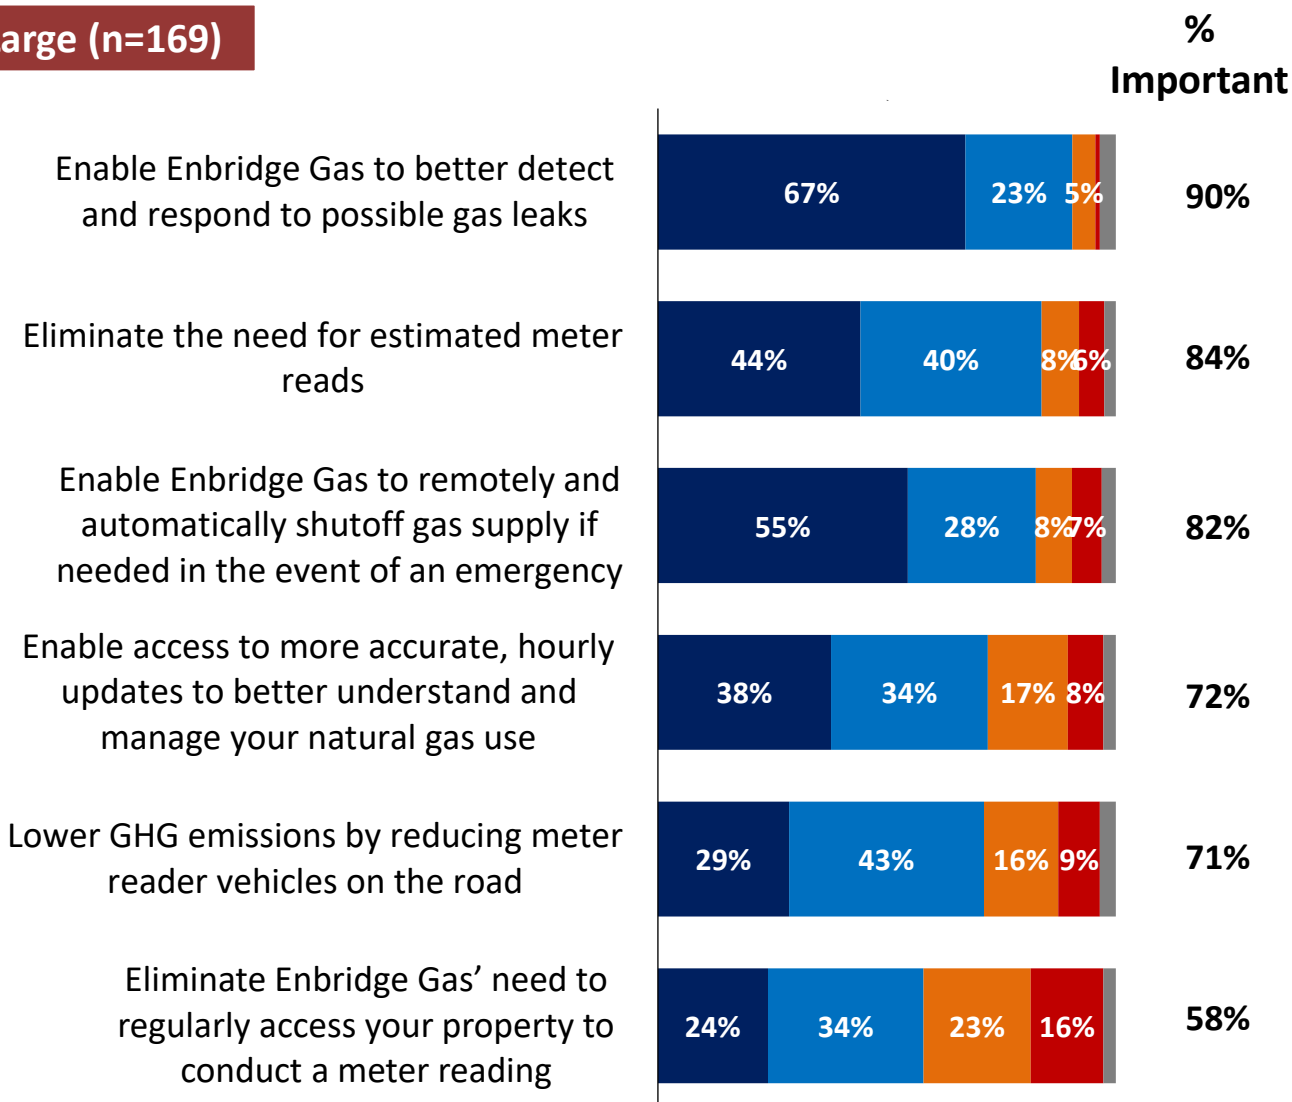 arge (n=169)
%
Important
Enable Enbridge Gas to better detect
and respond to possible gas leaks
67%
23%
5%
90%
Eliminate the need for estimated meter
reads
44%
40%
8%
6%
84%
Enable Enbridge Gas to remotely and
automatically shutoff gas supply if
needed in the event of an emergency
55%
28%
8%
7%
82%
Enable access to more accurate, hourly
updates to better understand and
manage your natural gas use
38%
34%
17%
8%
72%
Lower GHG emissions by reducing meter
reader vehicles on the road
29%
43%
16%
9%
71%
Eliminate Enbridge Gas’ need to
regularly access your property to
conduct a meter reading
24%
34%
23%
16%
58%